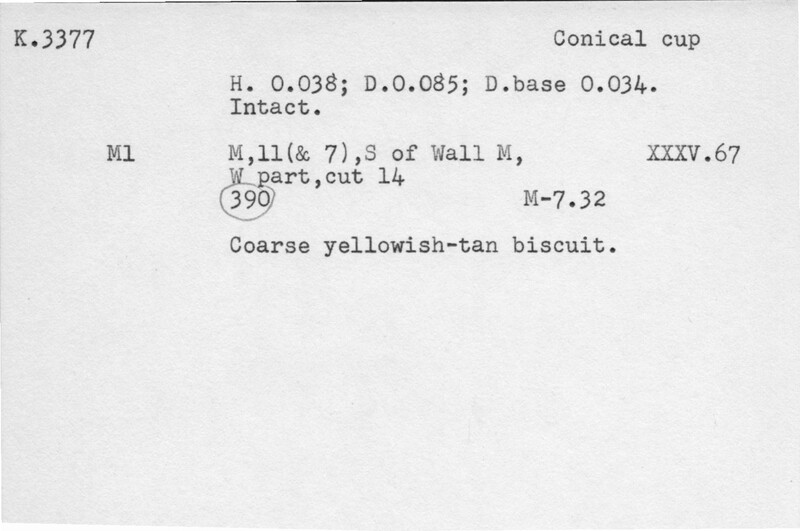 K.3377 Conical cup
H. 0.038; D.0.085; D.base 0.034.
Intact.
M1 M,11(& 7),S of Wall M, XXXV.67
W part,cut 14
390 M-7.32
Coarse yellowish-tan biscuit.